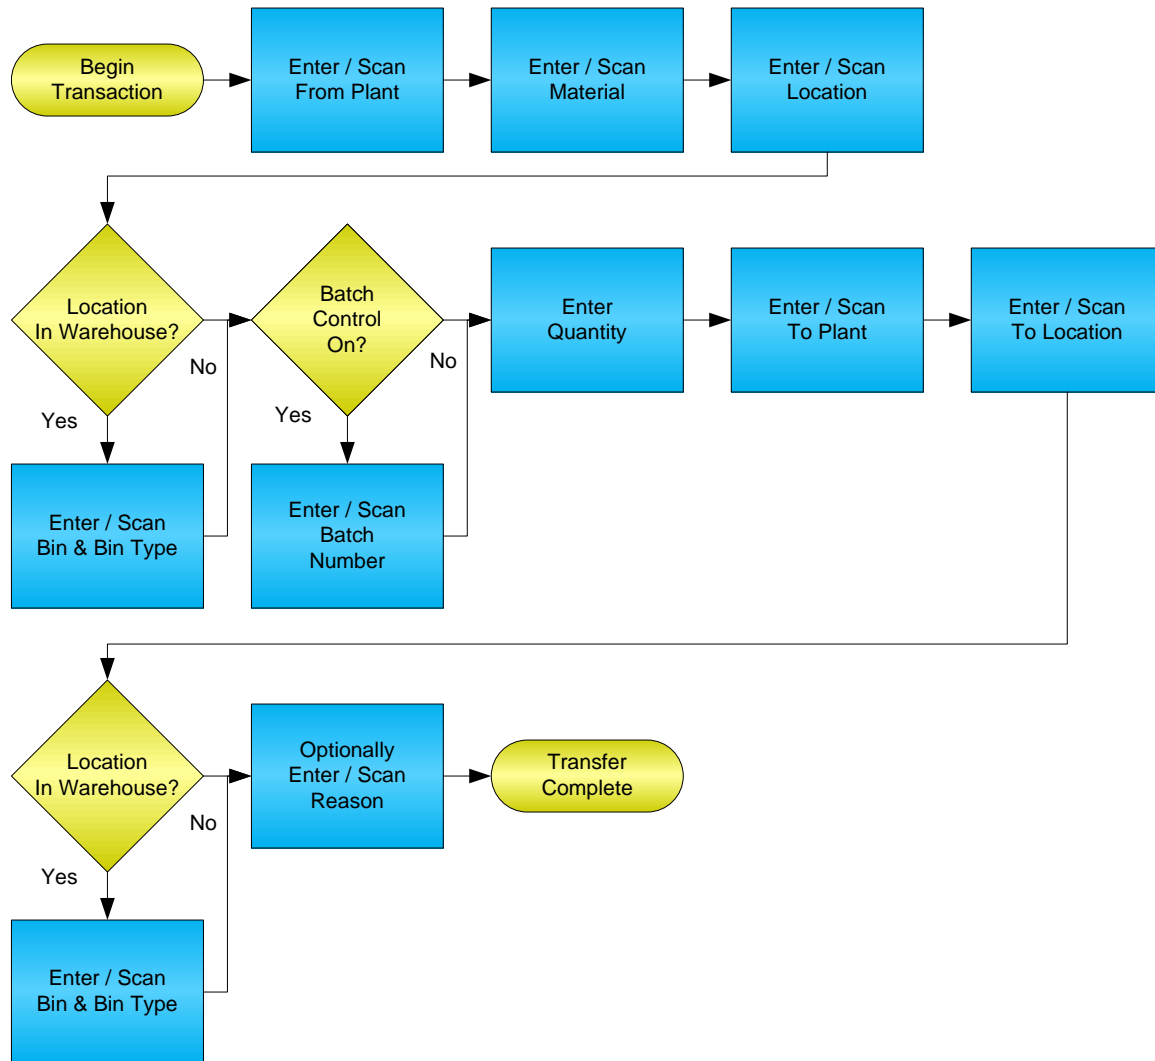 Begin
Transaction
Enter / Scan
From Plant
Enter / Scan
Material
Enter / Scan
Location
Location
In Warehouse?
No
Yes
Batch
Control
On?
No
Yes
Enter
Quantity
Enter / Scan
To Plant
Enter / Scan
To Location
Enter / Scan
Bin & Bin Type
Enter / Scan
Batch
Number
Location
In Warehouse?
No
Yes
Optionally
Enter / Scan
Reason
Transfer
Complete
Enter / Scan
Bin & Bin Type